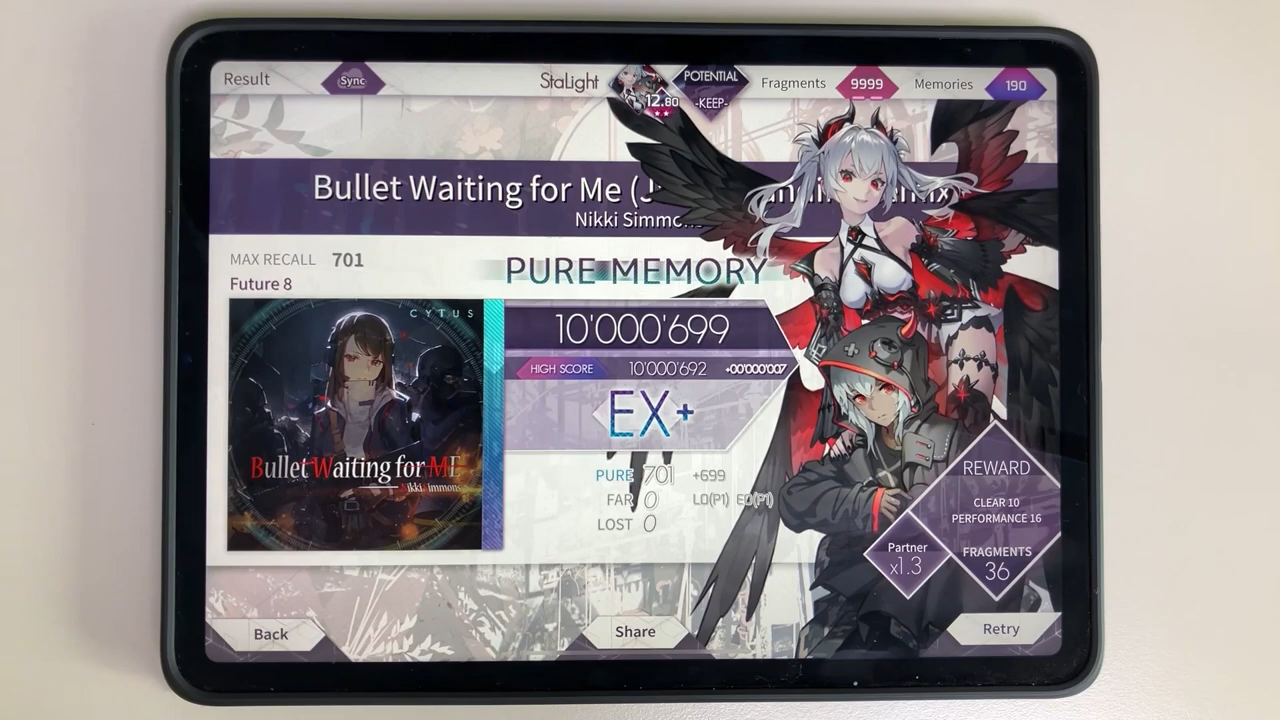 Result
Sync
StaLight
12.80
POTENTIAL
-KEEP-
Fragments
9999
Memories
190
Bullet Waiting for Me (J
Nikki Simmons
MAX RECALL 701
PURE MEMORY
Future 8
CYTUS
Bullet Waiting for ME
Nikki Simmons
10'000'699
HIGH SCORE 10'000'692 +00'000'007
EX+
PURE 701 +699
FAR 0 L0(P1) E0(P1)
LOST 0
REWARD
CLEAR 10
PERFORMANCE 16
Partner
x1.3
FRAGMENTS
36
Back
Share
Retry